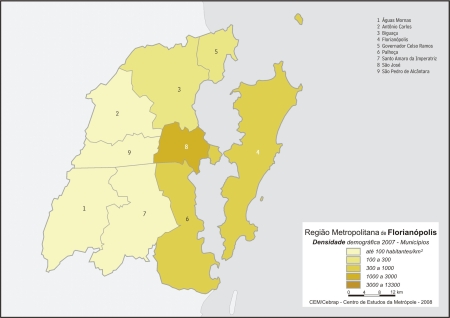 1 Águas Mornas
2 Antônio Carlos
3 Biguaçu
4 Florianópolis
5 Governador Celso Ramos
6 Palhoça
7 Santo Amaro da Imperatriz
8 São José
9 São Pedro de Alcântara
5
3
2
8
9
4
1
7
6
Região Metropolitana de Florianópolis
Densidade demográfica 2007 - Municípios
até 100 habitantes/km²
100 a 300
300 a 1000
1000 a 3000
3000 a 13300
0 4 8 12 km
CEM/Cebrap - Centro de Estudos da Metrópole - 2008